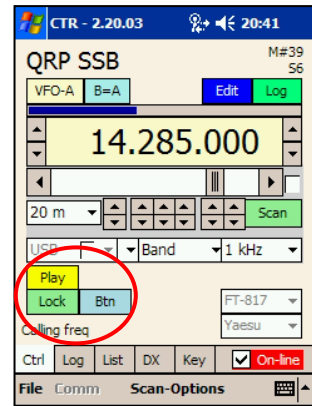 CTR - 2.20.03 20:41
QRP SSB M#39
S6
VFO-A B=A Edit Log
14.285.000
20 m Scan
USB Band 1 kHz
Play
Lock Btn FT-817
Calling freq Yaesu
Ctrl Log List DX Key On-line
File Comm Scan-Options